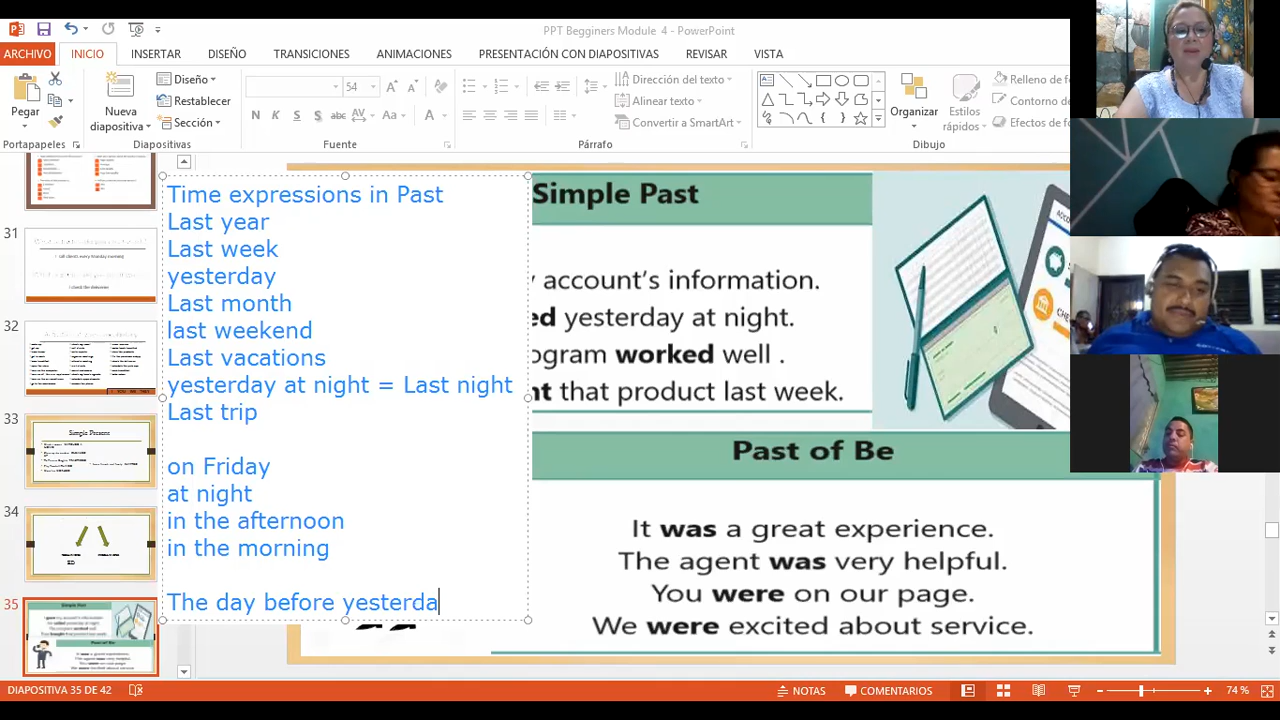 PPT Begginers Module 4 - PowerPoint
ARCHIVO INICIO INSERTAR DISEÑO TRANSICIONES ANIMACIONES PRESENTACIÓN CON DIAPOSITIVAS REVISAR VISTA
Pegar
Nueva diapositiva
Diseño
Restablecer
Sección
54
N K S S abc AV Aa A
Dirección del texto
Alinear texto
Convertir a SmartArt
Organizar
Estilos rápidos
Relleno de
Contorno de
Efectos de
Portapapeles Diapositivas Fuente Párrafo Dibujo
31
32
33
Simple Present
34
35
Time expressions in Past
Last year
Last week
yesterday
Last month
last weekend
Last vacations
yesterday at night = Last night
Last trip
on Friday
at night
in the afternoon
in the morning
The day before yesterda
Simple Past
account's information.
ed yesterday at night.
ogram worked well .
nt that product last week.
Past of Be
It was a great experience.
The agent was very helpful.
You were on our page.
We were excited about service.
DIAPOSITIVA 35 DE 42
NOTAS COMENTARIOS 74 %